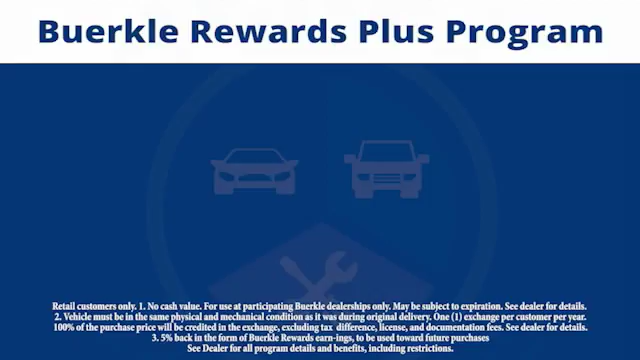 Buerkle Rewards Plus Program
Retail customers only. 1. No cash value. For use at participating Buerkle dealerships only. May be subject to expiration. See dealer for details.
2. Vehicle must be in the same physical and mechanical condition as it was during original delivery. One (1) exchange per customer per year.
100% of the purchase price will be credited in the exchange, excluding tax difference, license, and documentation fees. See dealer for details.
3. 5% back in the form of Buerkle Rewards earn-ings, to be used toward future purchases
See Dealer for all program details and benefits, including restrictions.